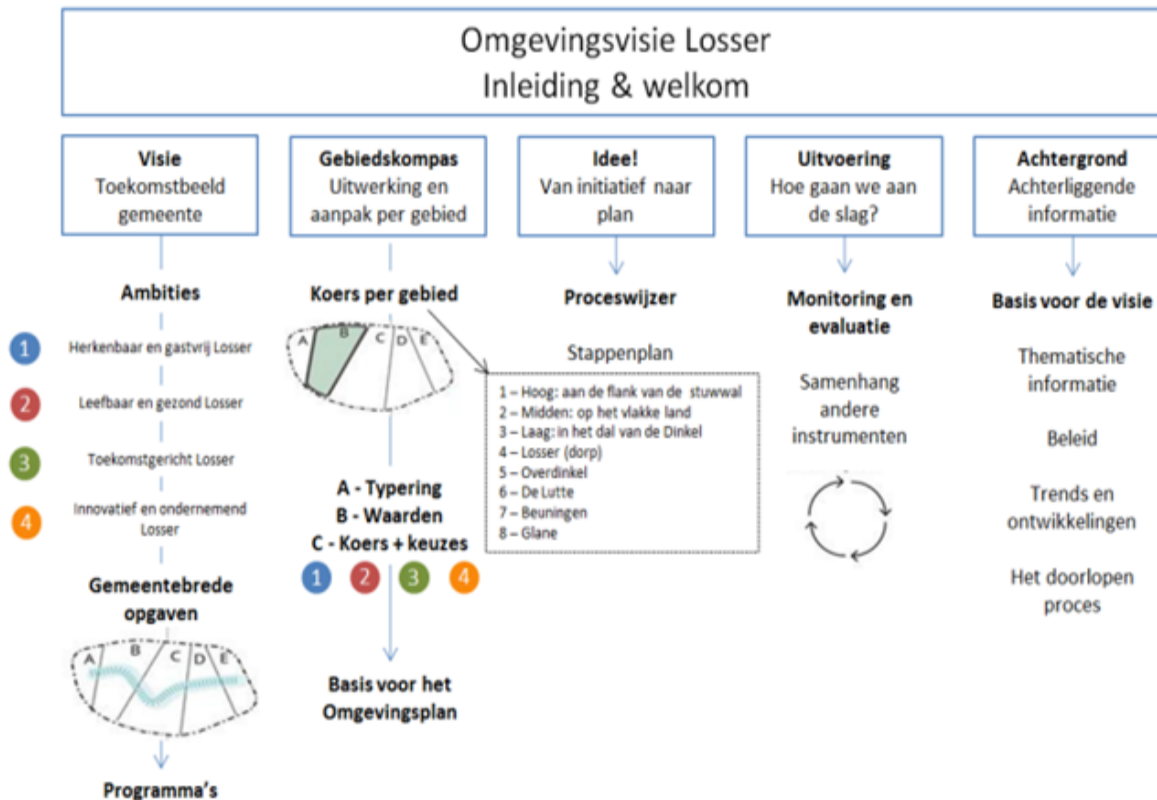 Omgevingsvisie Losser
Inleiding & welkom
Visie
Toekomstbeeld
gemeente
Ambities
1
Herkenbaar en gastvrij Losser
2
Leefbaar en gezond Losser
3
Toekomstgericht Losser
4
Innovatief en ondernemend
Losser
Gemeentebrede
opgaven
A B C D E
Programma's
Gebiedskompas
Uitwerking en
aanpak per gebied
Koers per gebied
A B C D E
A - Typering
B - Waarden
C - Koers + keuzes
1 2 3 4
Basis voor het
Omgevingsplan
Idee!
Van initiatief naar
plan
Proceswijzer
Stappenplan
1 – Hoog: aan de flank van de stuwwal
2 – Midden: op het vlakke land
3 – Laag: in het dal van de Dinkel
4 – Losser (dorp)
5 – Overdinkel
6 – De Lutte
7 – Beuningen
8 – Glane
Uitvoering
Hoe gaan we aan
de slag?
Monitoring en
evaluatie
Samenhang
andere
instrumenten
Achtergrond
Achterliggende
informatie
Basis voor de visie
Thematische
informatie
Beleid
Trends en
ontwikkelingen
Het doorlopen
proces